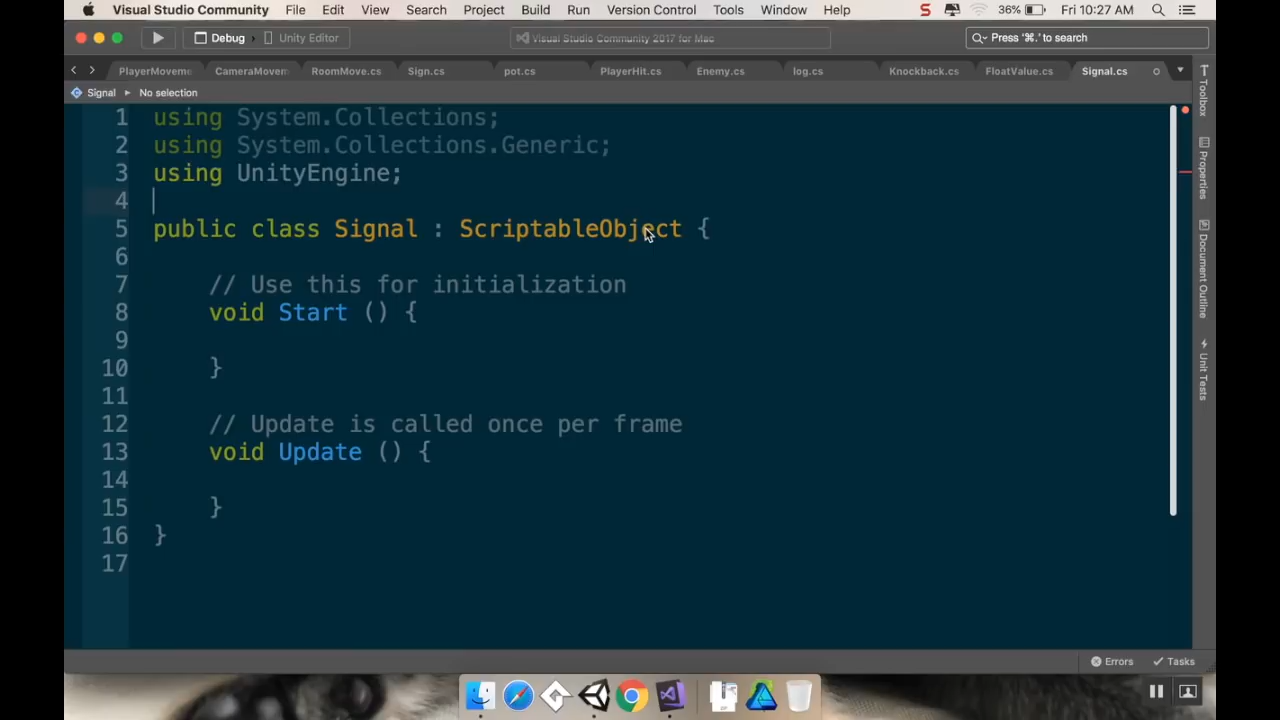 Visual Studio Community File Edit View Search Project Build Run Version Control Tools Window Help S 36% Fri 10:27 AM
Debug Unity Editor Visual Studio Community 2017 for Mac Press '⌘.' to search
PlayerMoveme CameraMovem RoomMove.cs Sign.cs pot.cs PlayerHit.cs Enemy.cs log.cs Knockback.cs FloatValue.cs Signal.cs
Signal No selection
1 using System.Collections;
2 using System.Collections.Generic;
3 using UnityEngine;
4
5 public class Signal : ScriptableObject {
6
7 // Use this for initialization
8 void Start () {
9
10 }
11
12 // Update is called once per frame
13 void Update () {
14
15 }
16 }
17
Toolbox
Properties
Document Outline
Unit Tests
Errors Tasks